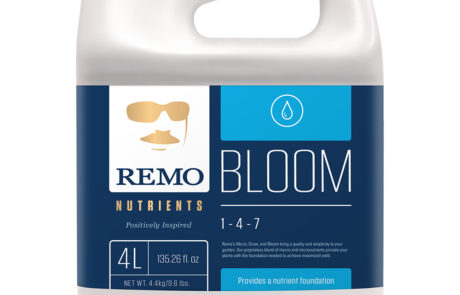 REMO
NUTRIENTS
Positively Inspired
4L 135.26 fl. oz
NET WT. 4.4kg/9.6 lbs.
BLOOM
1 - 4 - 7
Remo's Micro, Grow, and Bloom bring a quality and simplicity to your
garden. Our proprietary blend of macro and micronutrients provide your
plants with the foundation needed to achieve maximized yield.
Provides a nutrient foundation